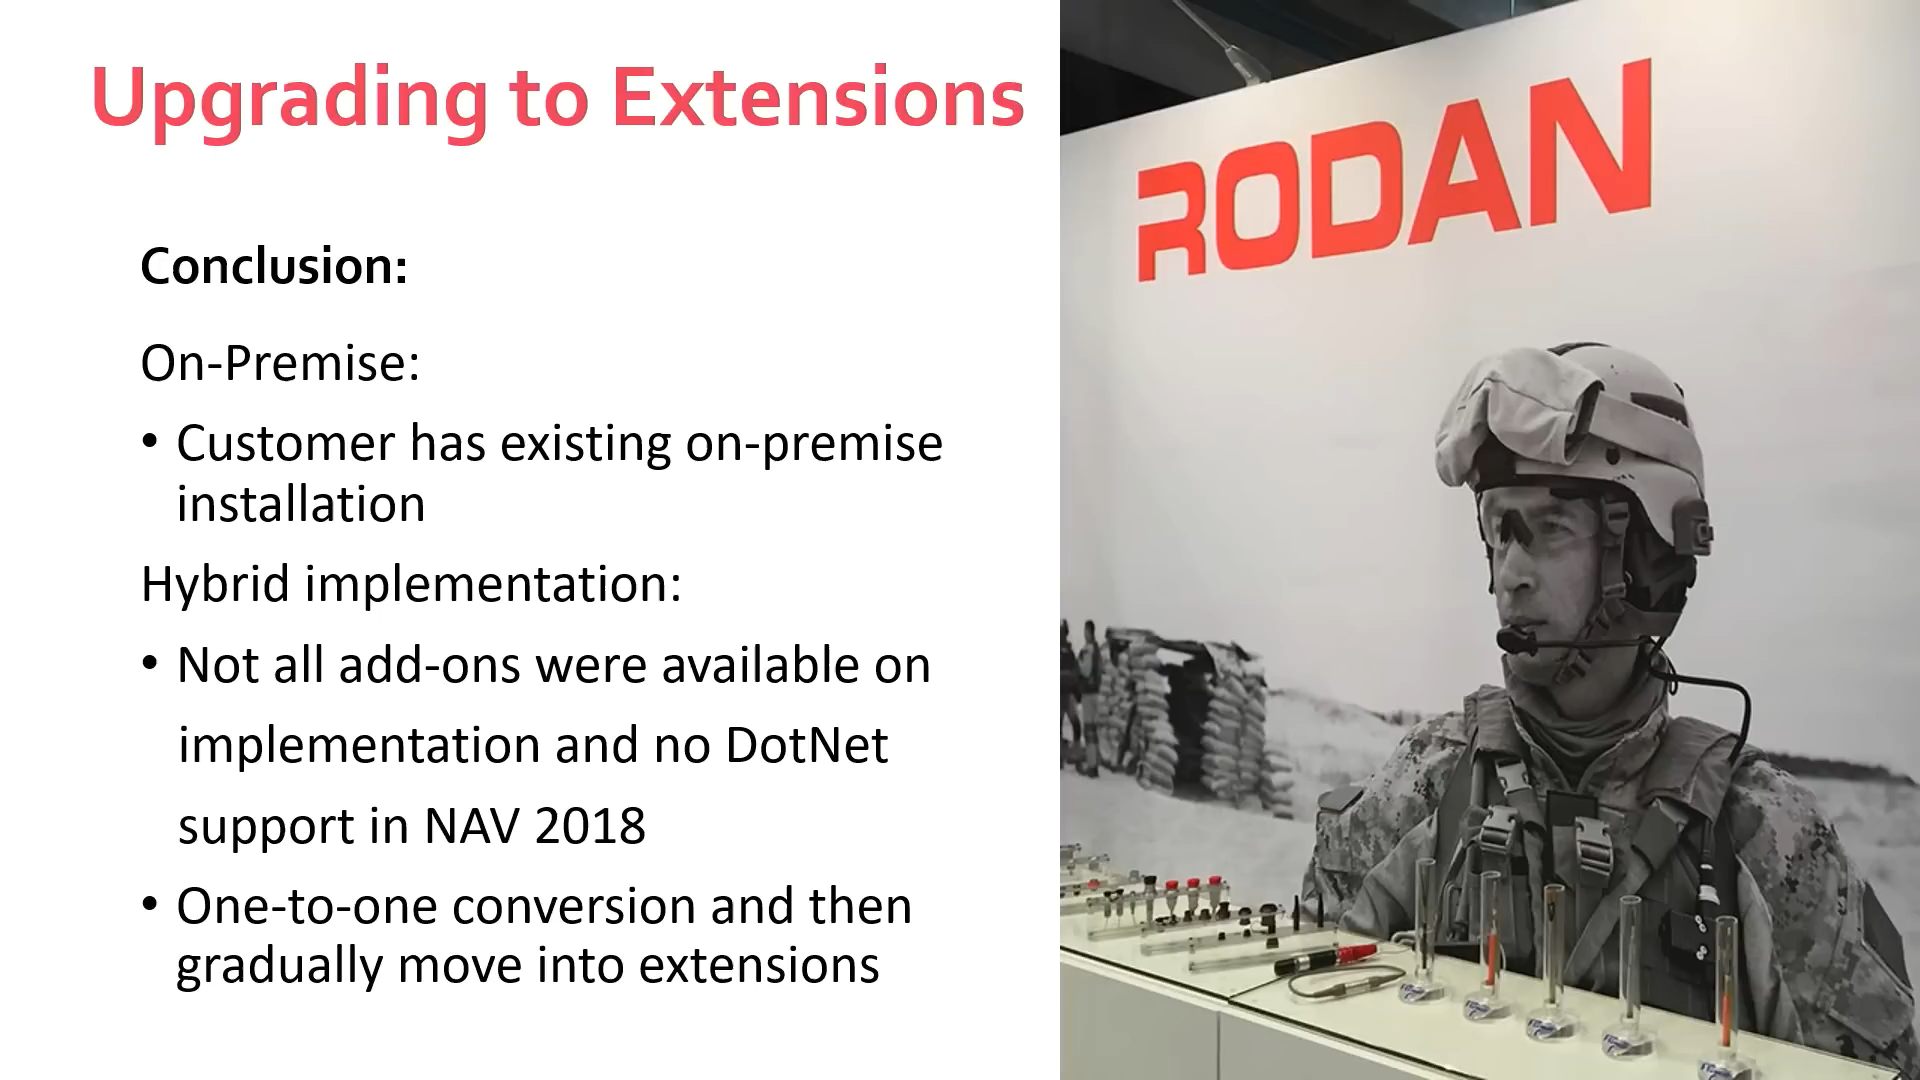 Upgrading to Extensions
Conclusion:
On-Premise:
• Customer has existing on-premise
installation
Hybrid implementation:
• Not all add-ons were available on
implementation and no DotNet
support in NAV 2018
• One-to-one conversion and then
gradually move into extensions
RODAN